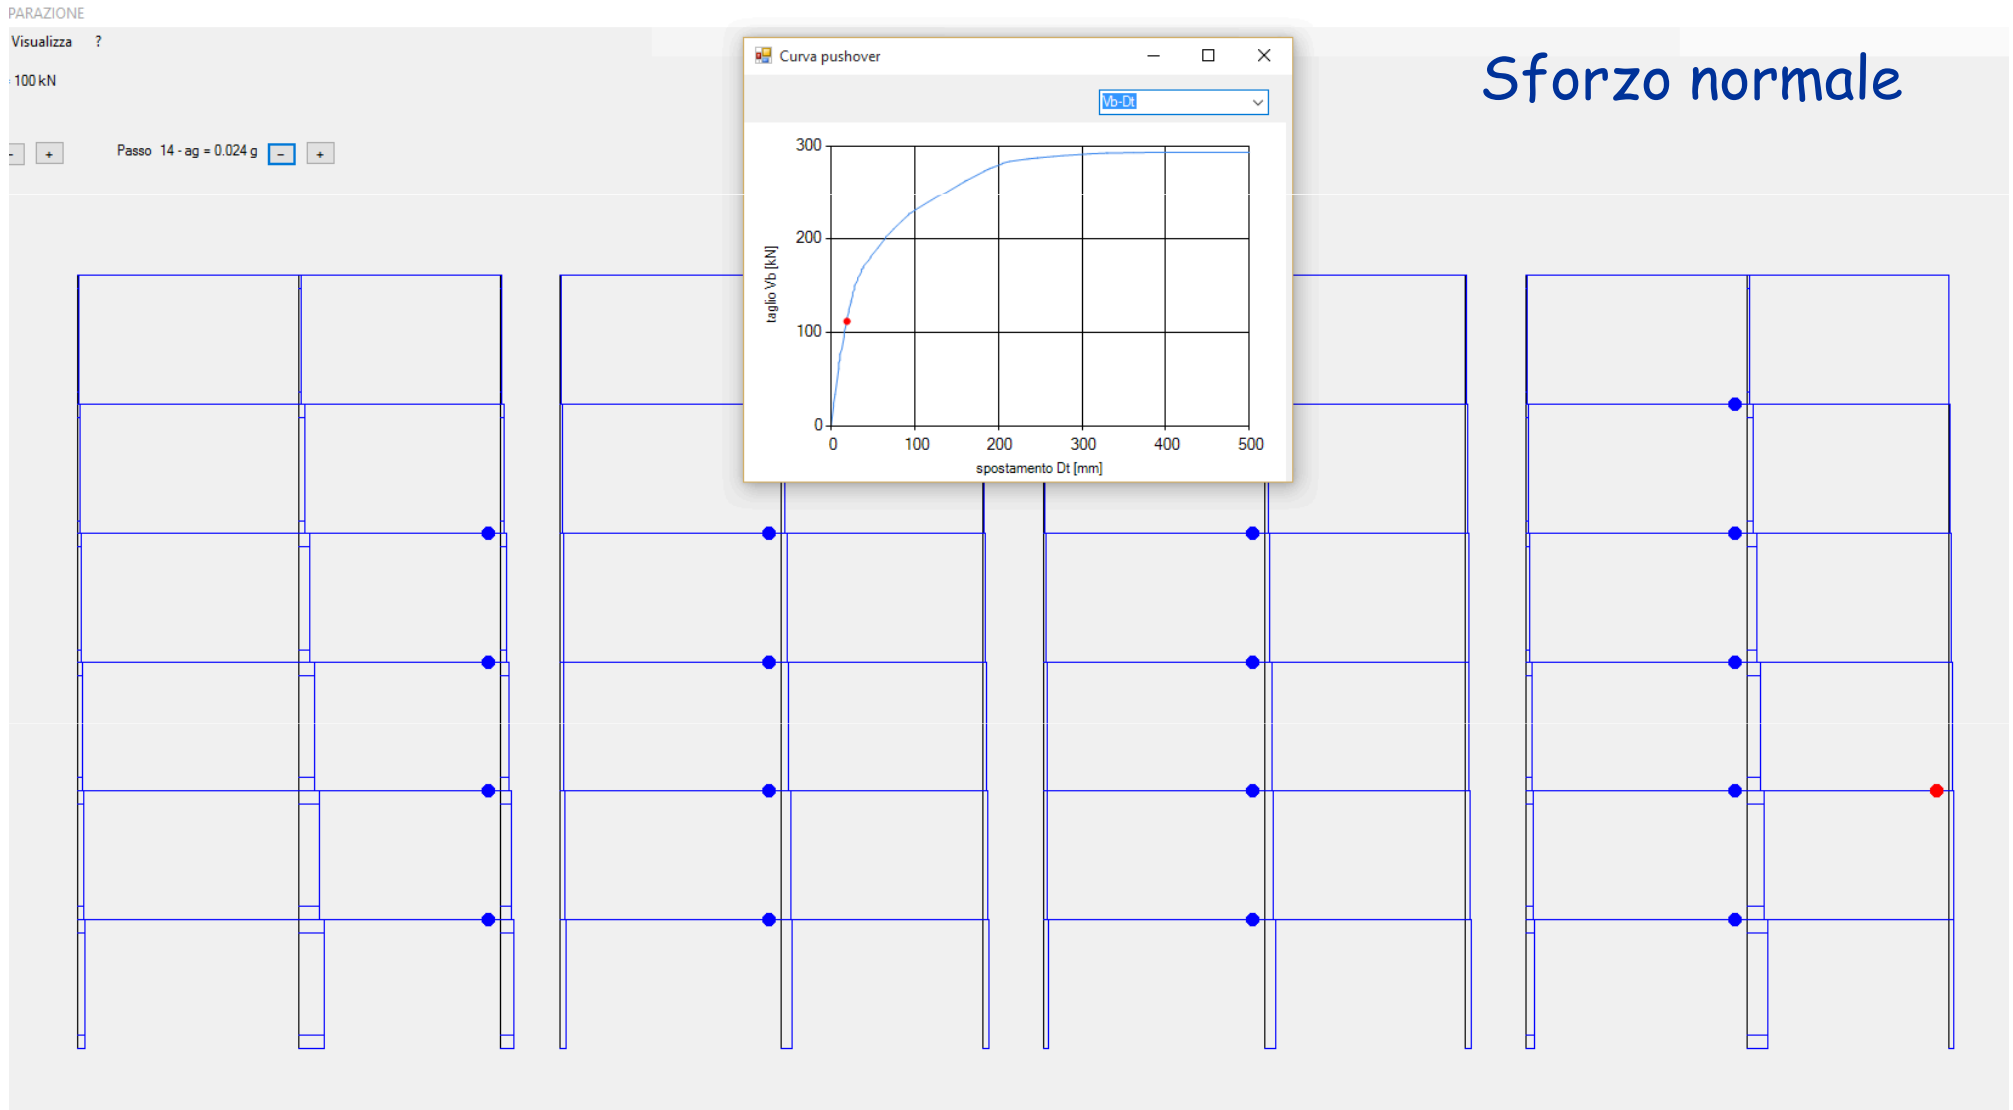 PARAZIONE
Visualizza ?
= 100 kN
- + Passo 14 - ag = 0.024 g - +
Sforzo normale
Curva pushover
Vb-Dt
300
200
100
0
taglio Vb [kN]
0 100 200 300 400 500
spostamento Dt [mm]